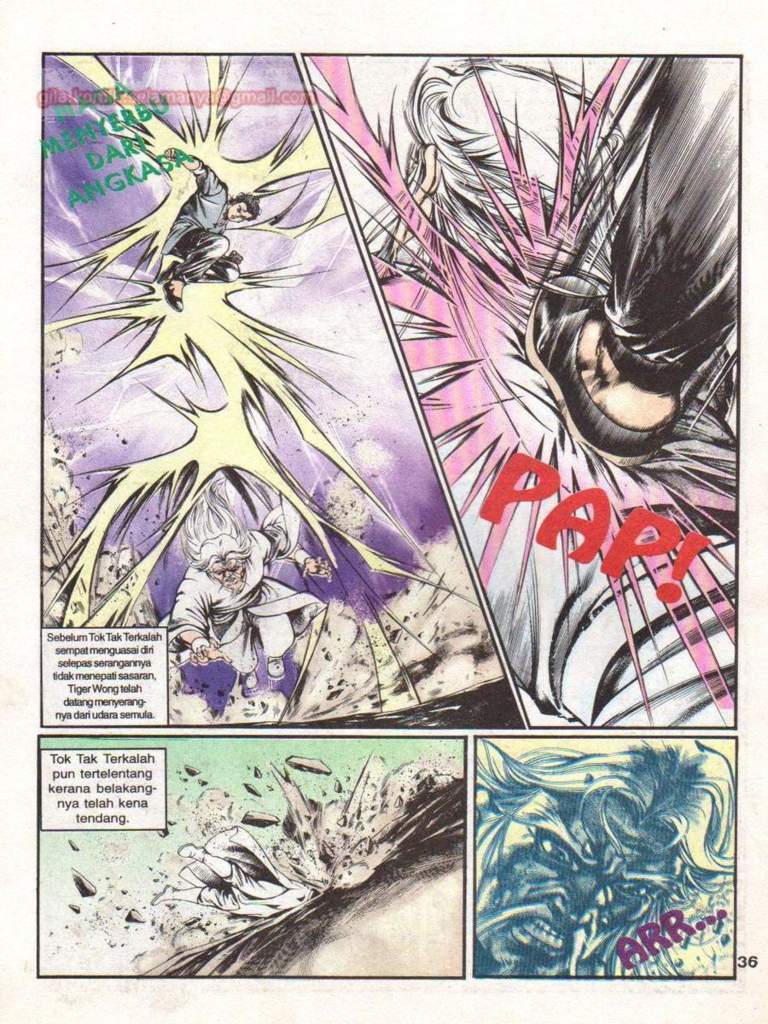 MENYERBU
DARI
ANGKASA
PAP!
Sebelum Tok Tak Terkalah
sempat menguasai diri
selepas serangannya
tidak menepati sasaran,
Tiger Wong telah
datang menyerang-
nya dari udara semula.
Tok Tak Terkalah
pun tertelentang
kerana belakang-
nya telah kena
tendang.
ARR...
36